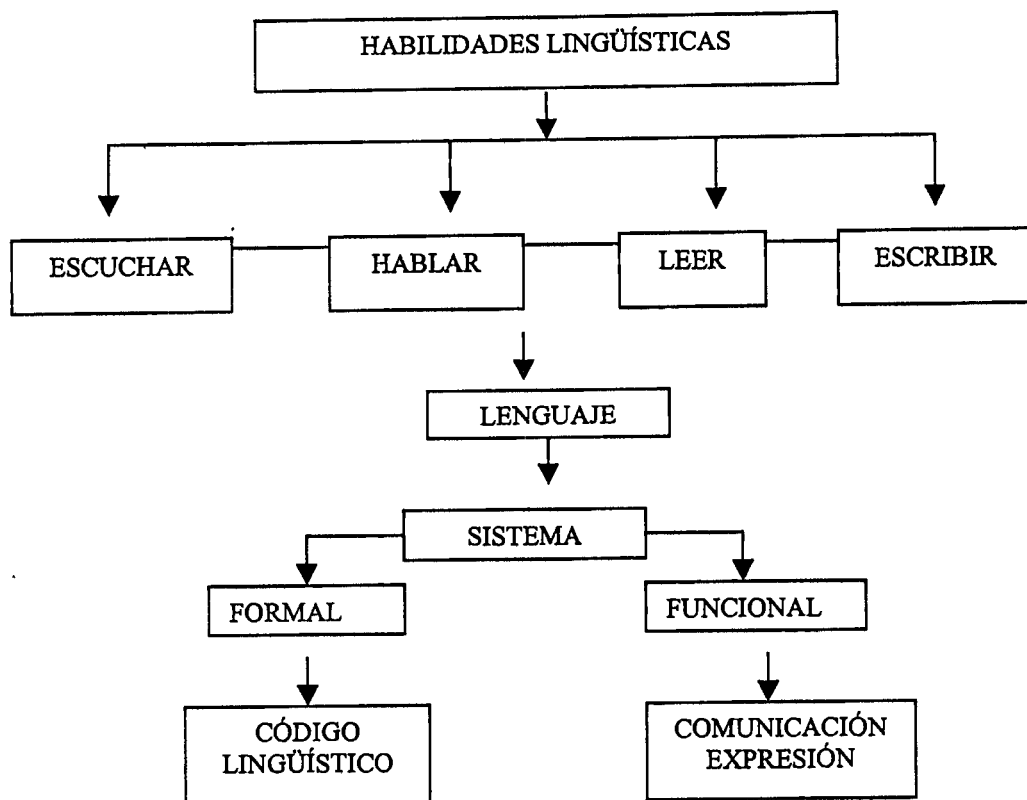 HABILIDADES LINGÜÍSTICAS
ESCUCHAR
HABLAR
LEER
ESCRIBIR
LENGUAJE
SISTEMA
FORMAL
FUNCIONAL
CÓDIGO
LINGÜÍSTICO
COMUNICACIÓN
EXPRESIÓN